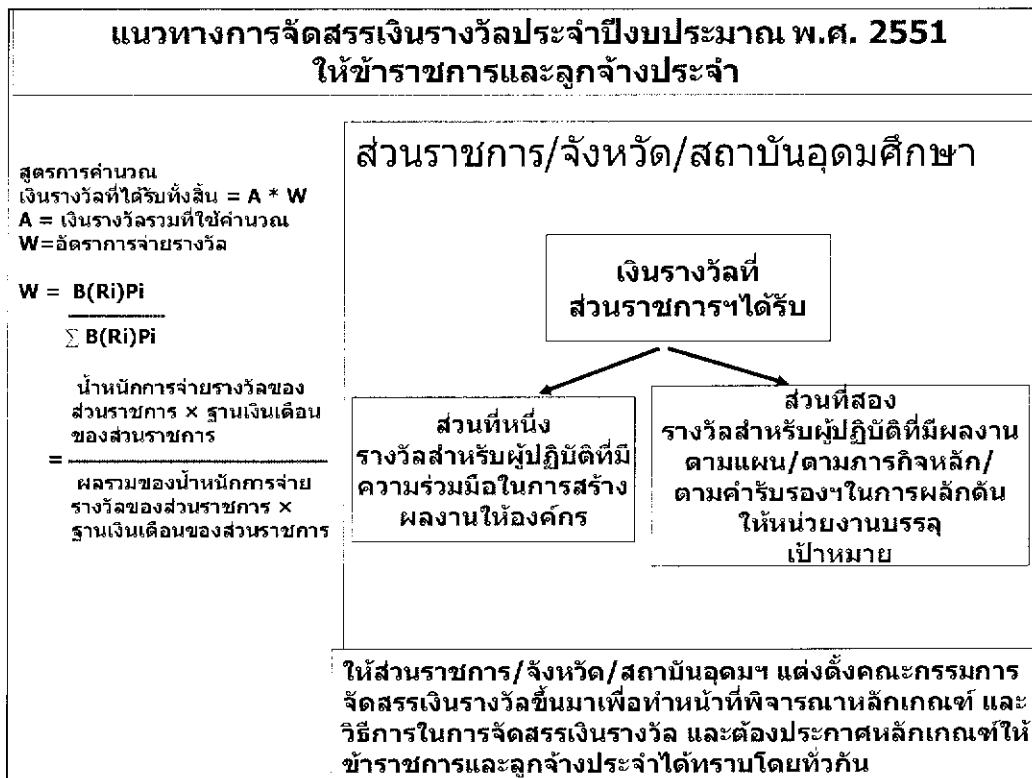 แนวทางการจัดสรรเงินรางวัลประจำปีงบประมาณ พ.ศ. 2551
ให้ข้าราชการและลูกจ้างประจำ
สูตรการคำนวณ
เงินรางวัลที่ได้รับทั้งสิ้น = A * W
A = เงินรางวัลรวมที่ใช้คำนวณ
W=อัตราการจ่ายรางวัล
W = B(Ri)Pi
∑ B(Ri)Pi
น้ำหนักการจ่ายรางวัลของ
ส่วนราชการ × ฐานเงินเดือน
ของส่วนราชการ
=
ผลรวมของน้ำหนักการจ่าย
รางวัลของส่วนราชการ ×
ฐานเงินเดือนของส่วนราชการ
ส่วนราชการ/จังหวัด/สถาบันอุดมศึกษา
เงินรางวัลที่
ส่วนราชการฯได้รับ
ส่วนที่หนึ่ง
รางวัลสำหรับผู้ปฏิบัติที่มี
ความร่วมมือในการสร้าง
ผลงานให้องค์กร
ส่วนที่สอง
รางวัลสำหรับผู้ปฏิบัติที่มีผลงาน
ตามแผน/ตามภารกิจหลัก/
ตามคำรับรองฯในการผลักดัน
ให้หน่วยงานบรรลุ
เป้าหมาย
ให้ส่วนราชการ/จังหวัด/สถาบันอุดมฯ แต่งตั้งคณะกรรมการ
จัดสรรเงินรางวัลขึ้นมาเพื่อทำหน้าที่พิจารณาหลักเกณฑ์ และ
วิธีการในการจัดสรรเงินรางวัล และต้องประกาศหลักเกณฑ์ให้
ข้าราชการและลูกจ้างประจำได้ทราบโดยทั่วกัน